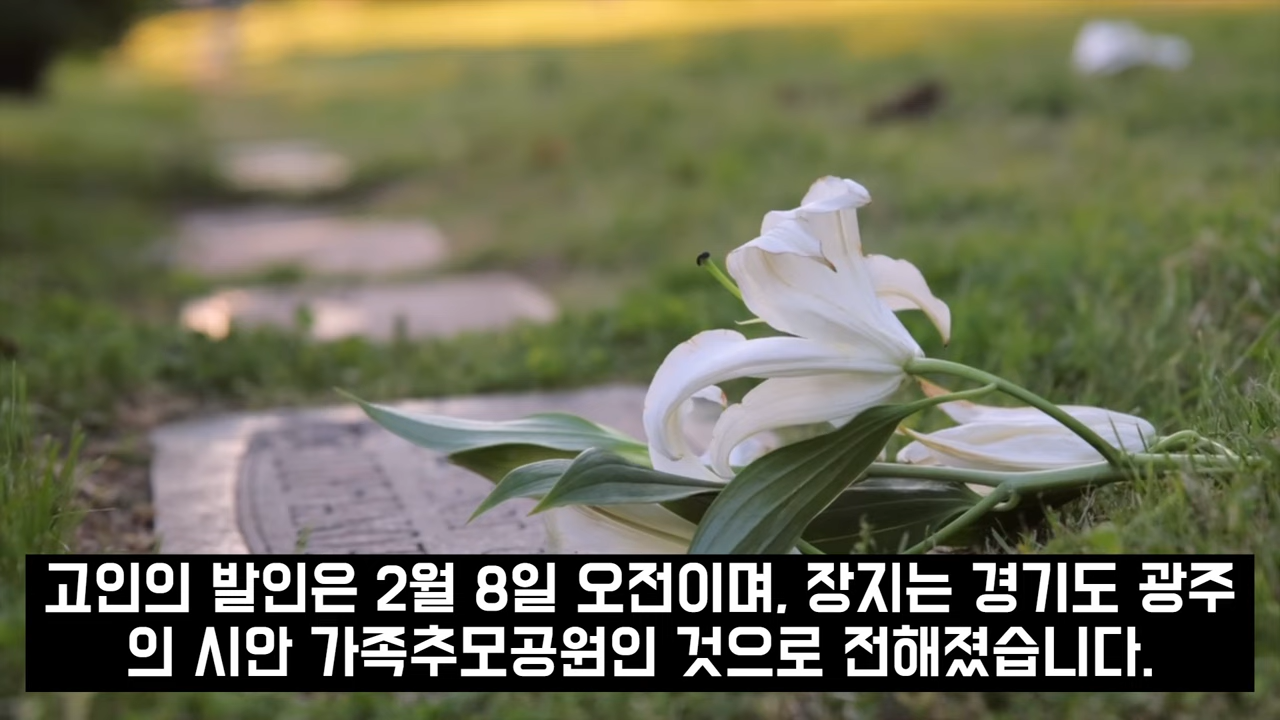 고인의 발인은 2월 8일 오전이며, 장지는 경기도 광주
의 시안 가족추모공원인 것으로 전해졌습니다.